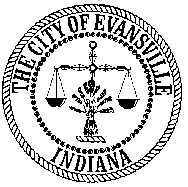 THE CITY OF EVANSVILLE
INDIANA